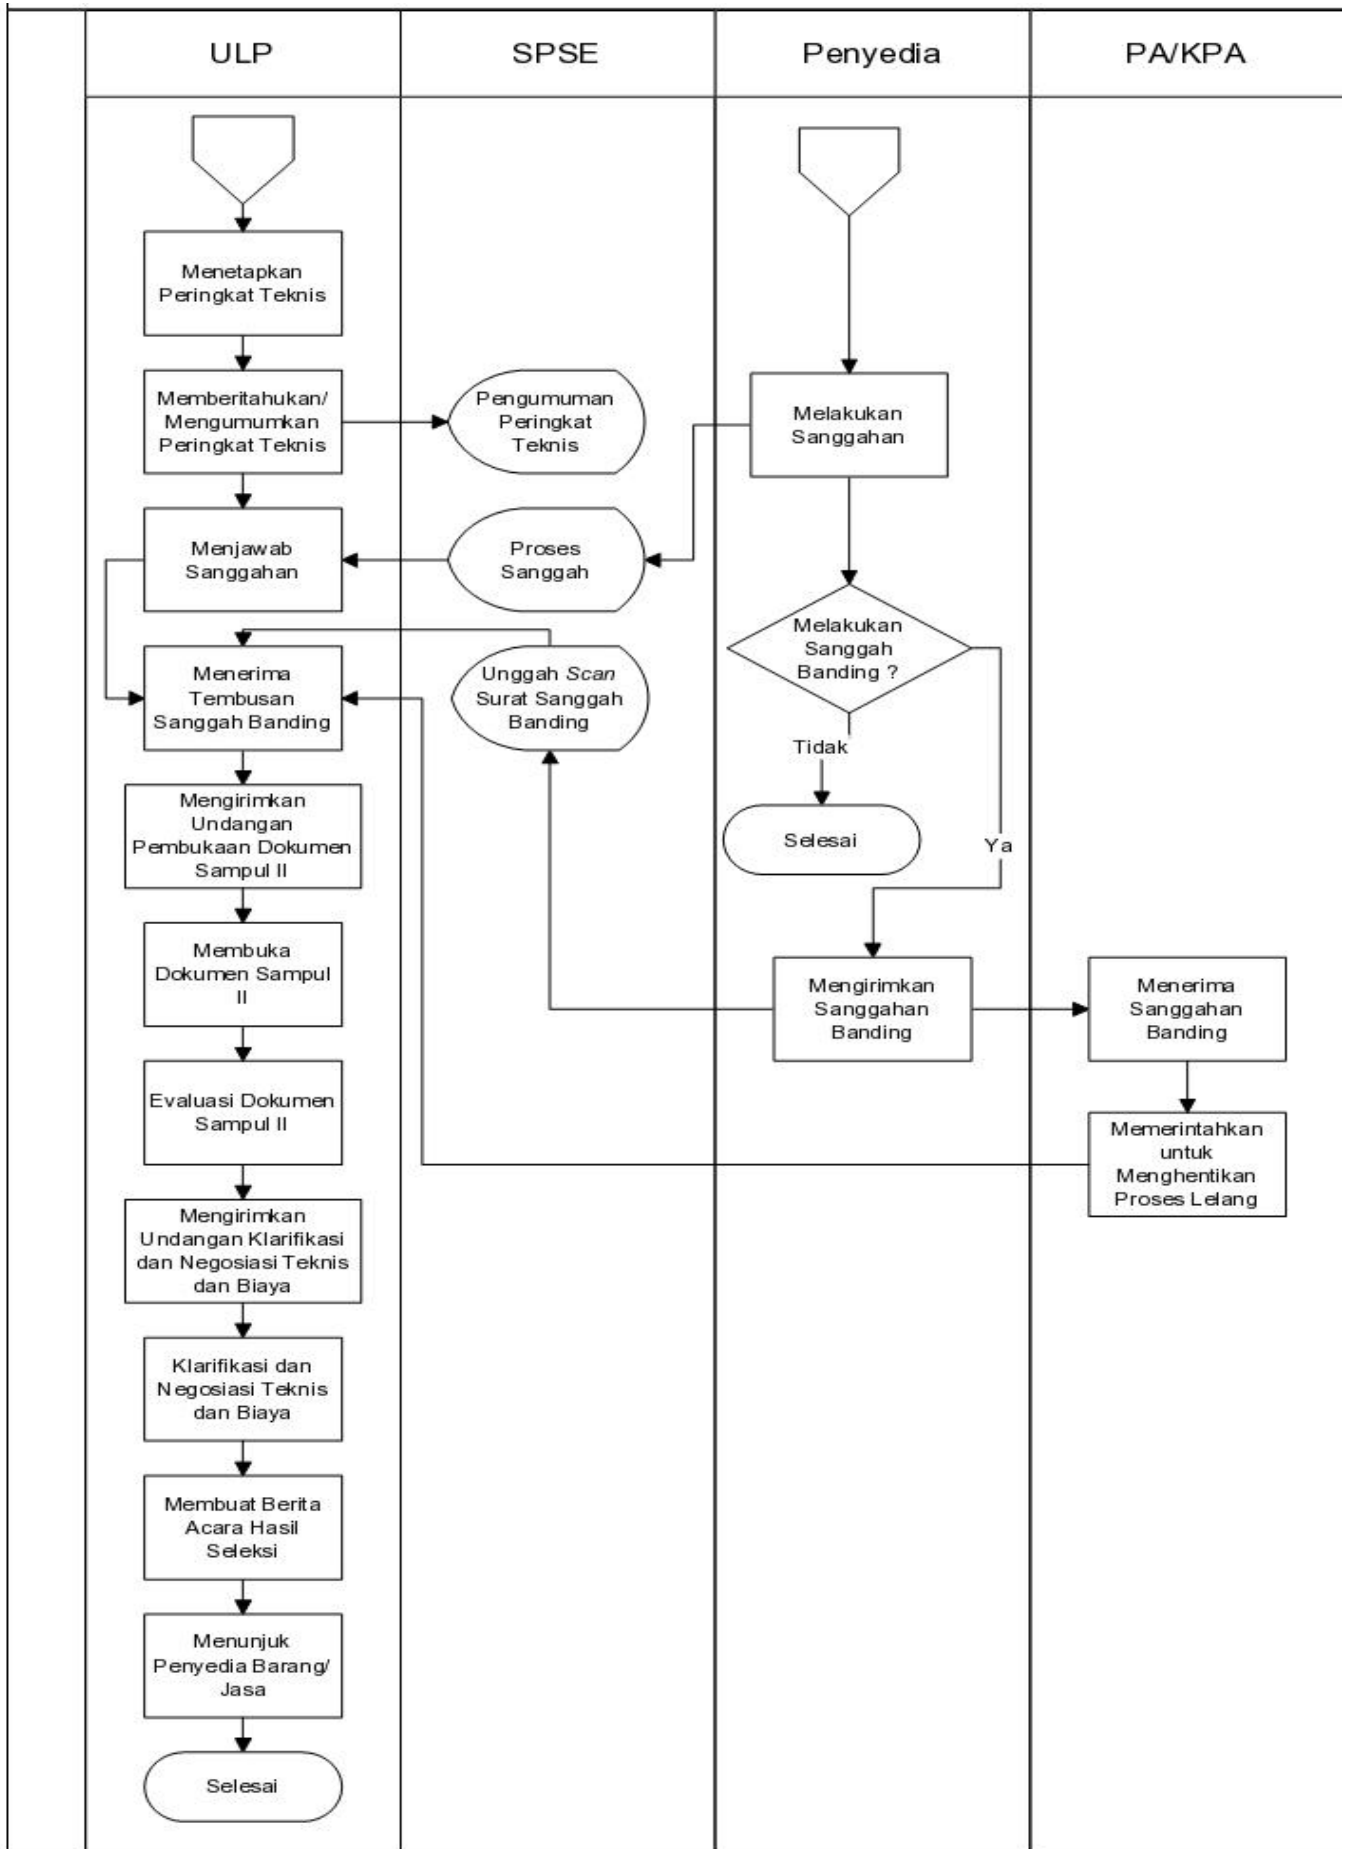 ULP
SPSE
Penyedia
PA/KPA
Menetapkan
Peringkat Teknis
Memberitahukan/
Mengumumkan
Peringkat Teknis
Pengumuman
Peringkat
Teknis
Melakukan
Sanggahan
Menjawab
Sanggahan
Proses
Sanggah
Melakukan
Sanggah
Banding ?
Menerima
Tembusan
Sanggah Banding
Unggah Scan
Surat Sanggah
Banding
Tidak
Selesai
Ya
Mengirimkan
Undangan
Pembukaan Dokumen
Sampul II
Membuka
Dokumen Sampul
II
Mengirimkan
Sanggahan
Banding
Menerima
Sanggahan
Banding
Evaluasi Dokumen
Sampul II
Memerintahkan
untuk
Menghentikan
Proses Lelang
Mengirimkan
Undangan Klarifikasi
dan Negosiasi Teknis
dan Biaya
Klarifikasi dan
Negosiasi Teknis
dan Biaya
Membuat Berita
Acara Hasil
Seleksi
Menunjuk
Penyedia Barang/
Jasa
Selesai